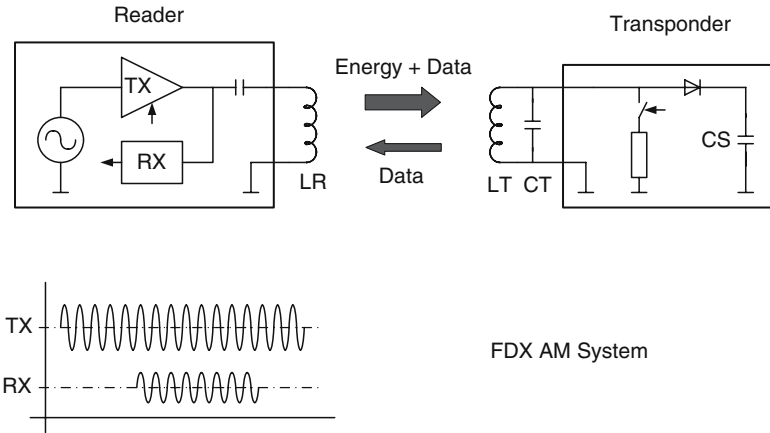 Reader
Transponder
TX
Energy + Data
RX
CS
Data
LR
LT CT
TX
FDX AM System
RX